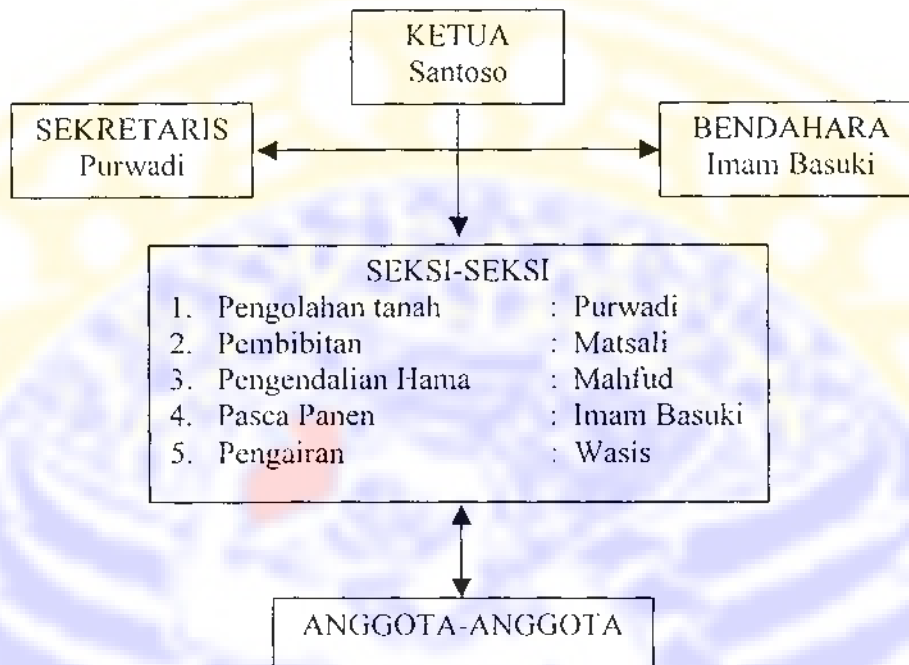 KETUA
Santoso
SEKRETARIS
Purwadi
BENDAHARA
Imam Basuki
SEKSI-SEKSI
1. Pengolahan tanah : Purwadi
2. Pembibitan : Matsali
3. Pengendalian Hama : Mahfud
4. Pasca Panen : Imam Basuki
5. Pengairan : Wasis
ANGGOTA-ANGGOTA